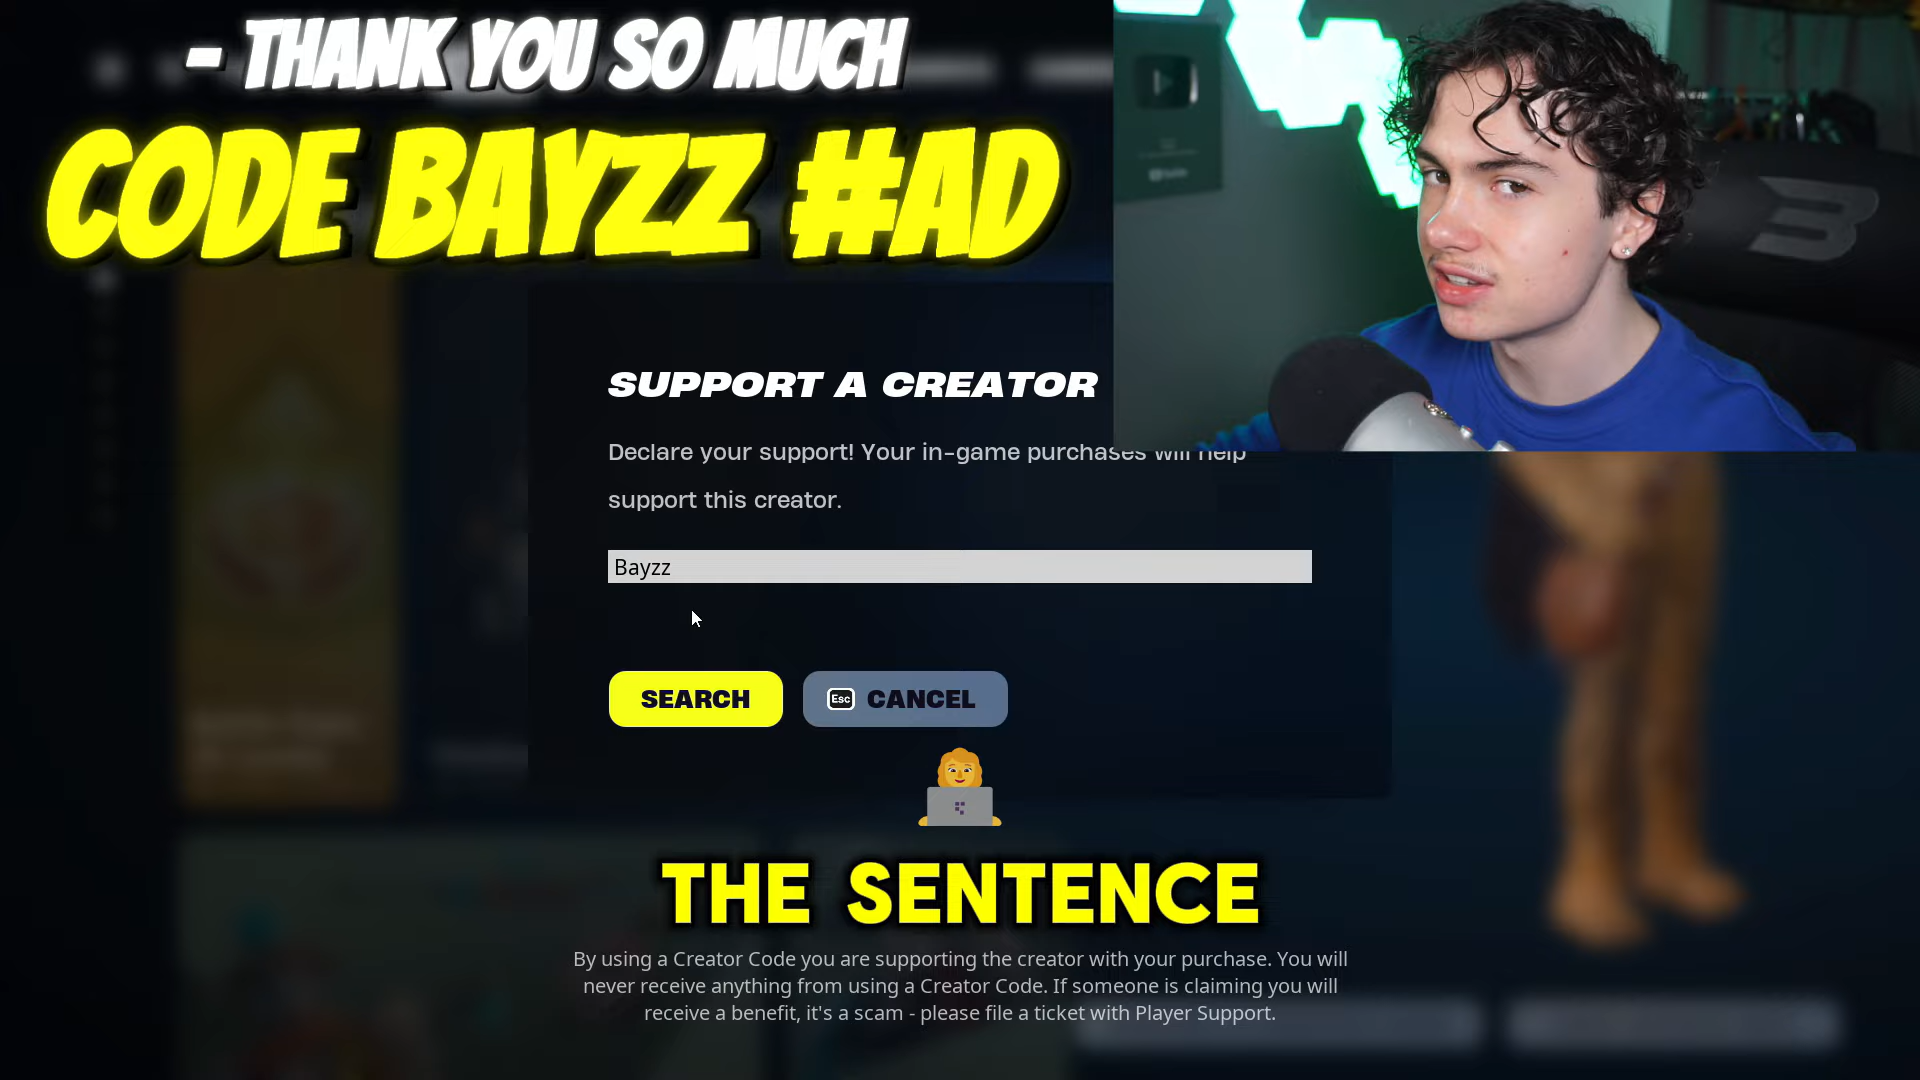 - THANK YOU SO MUCH
CODE BAYZZ #AD
SUPPORT A CREATOR
Declare your support! Your in-game purchases will help
support this creator.
Bayzz
SEARCH
Esc CANCEL
THE SENTENCE
By using a Creator Code you are supporting the creator with your purchase. You will
never receive anything from using a Creator Code. If someone is claiming you will
receive a benefit, it's a scam - please file a ticket with Player Support.